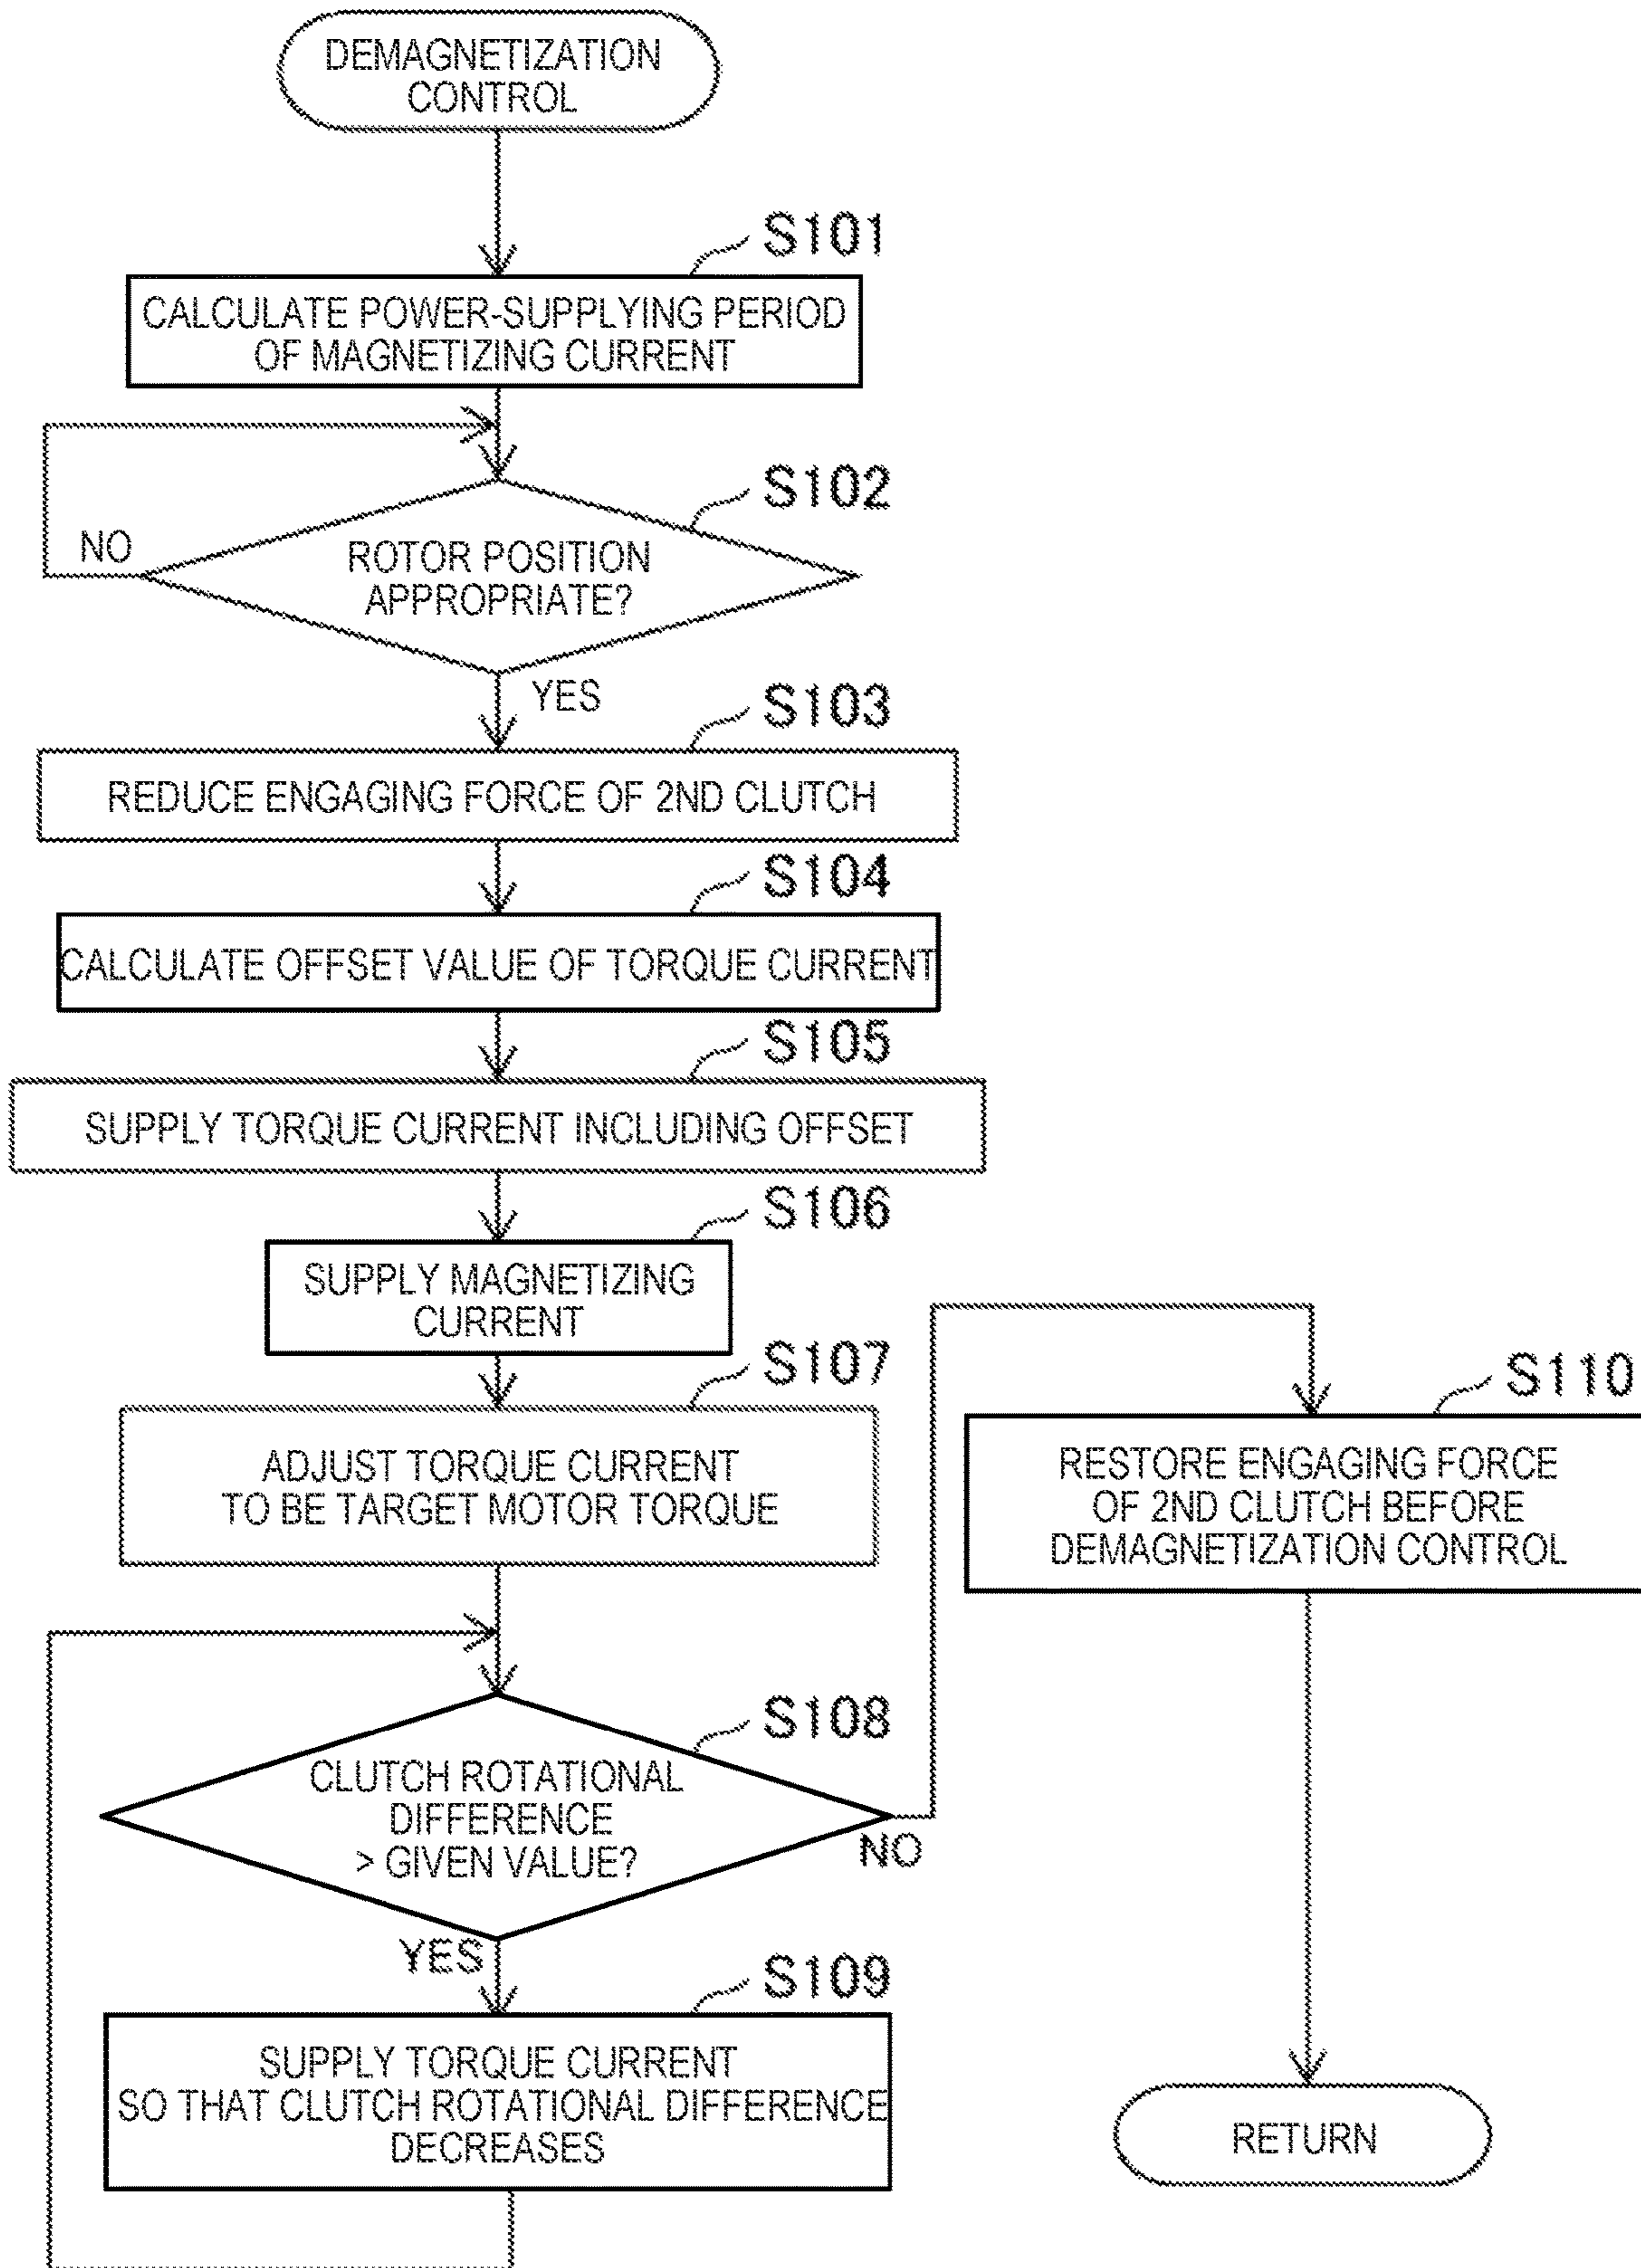 DEMAGNETIZATION
CONTROL
S101
CALCULATE POWER-SUPPLYING PERIOD
OF MAGNETIZING CURRENT
S102
NO
ROTOR POSITION
APPROPRIATE?
YES
S103
REDUCE ENGAGING FORCE OF 2ND CLUTCH
S104
CALCULATE OFFSET VALUE OF TORQUE CURRENT
S105
SUPPLY TORQUE CURRENT INCLUDING OFFSET
S106
SUPPLY MAGNETIZING
CURRENT
S107
ADJUST TORQUE CURRENT
TO BE TARGET MOTOR TORQUE
S108
CLUTCH ROTATIONAL
DIFFERENCE
> GIVEN VALUE?
NO
YES
S109
SUPPLY TORQUE CURRENT
SO THAT CLUTCH ROTATIONAL DIFFERENCE
DECREASES
S110
RESTORE ENGAGING FORCE
OF 2ND CLUTCH BEFORE
DEMAGNETIZATION CONTROL
RETURN